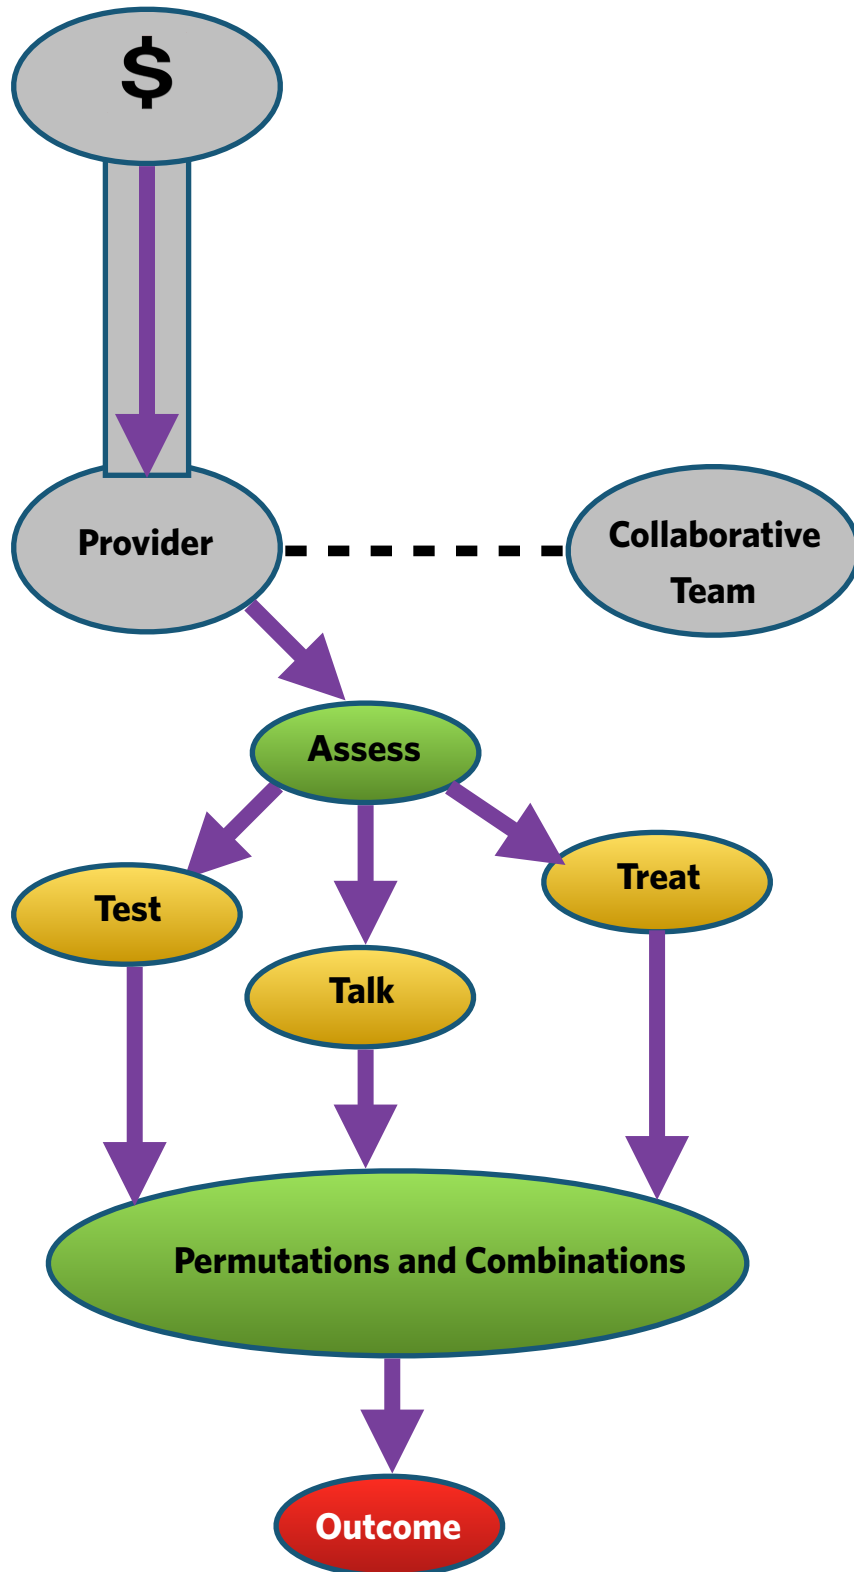 $
Provider
Collaborative
Team
Assess
Test
Talk
Treat
Permutations and Combinations
Outcome